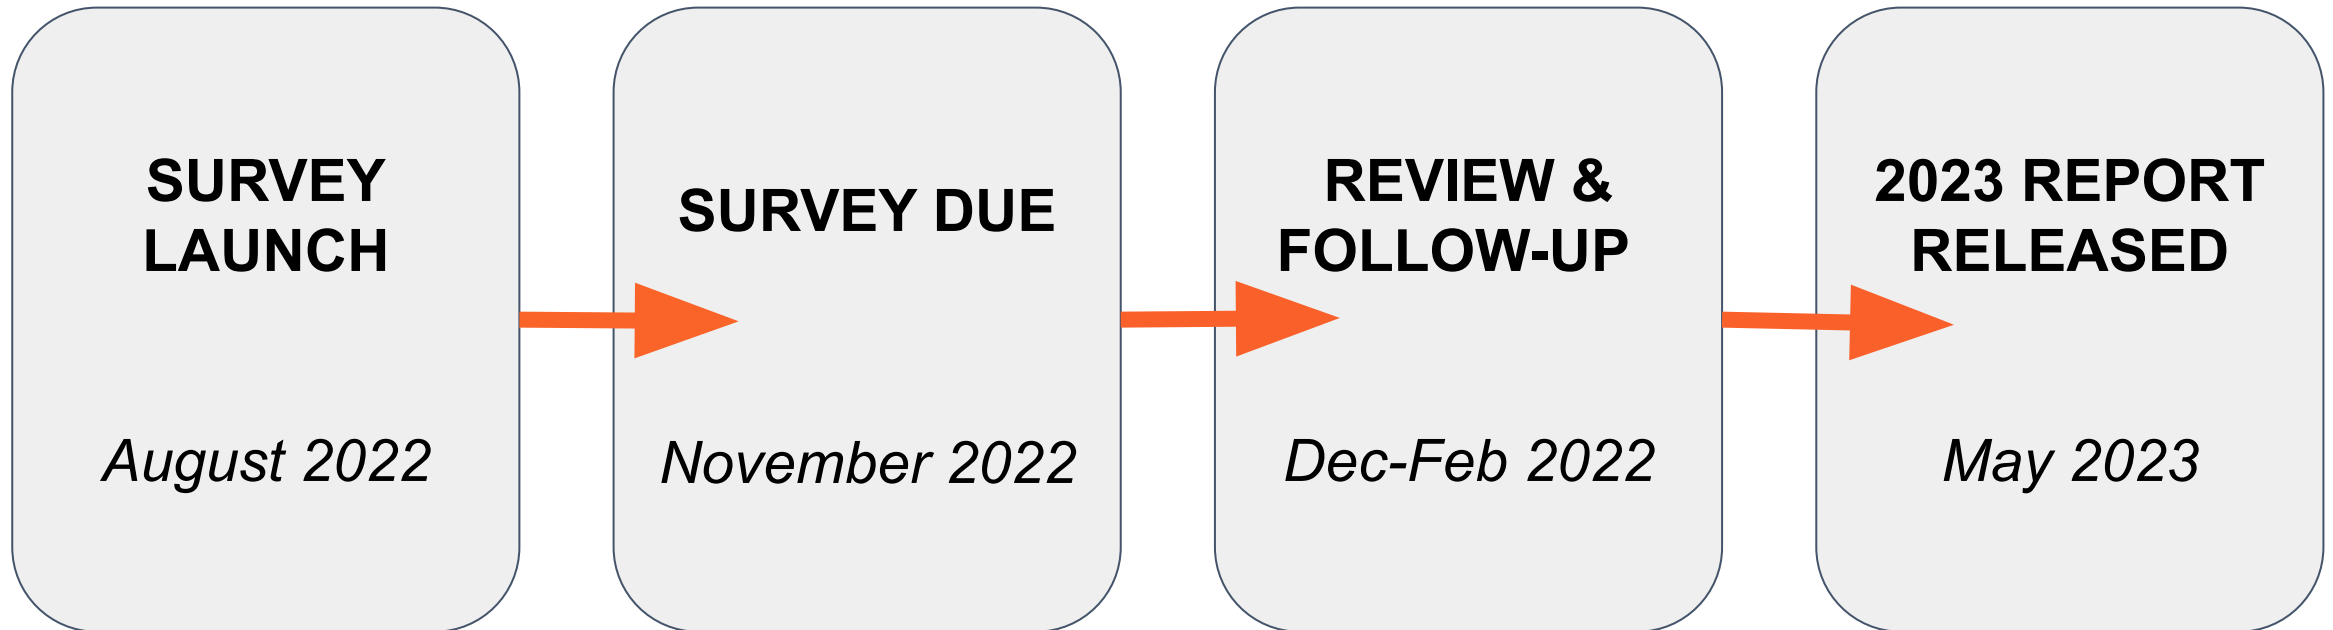 SURVEY
LAUNCH
August 2022
SURVEY DUE
November 2022
REVIEW &
FOLLOW-UP
Dec-Feb 2022
2023 REPORT
RELEASED
May 2023